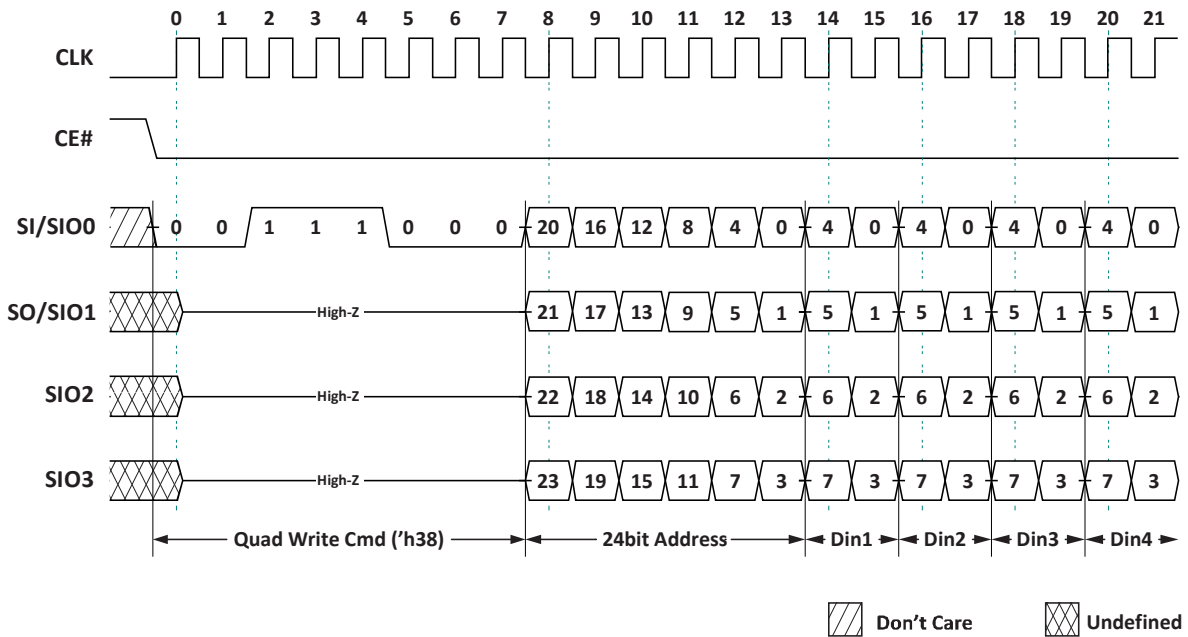 0 1 2 3 4 5 6 7 8 9 10 11 12 13 14 15 16 17 18 19 20 21
CLK
CE#
SI/SIO0 0 0 1 1 1 0 0 0 20 16 12 8 4 0 4 0 4 0 4 0 4 0
SO/SIO1 High-Z 21 17 13 9 5 1 5 1 5 1 5 1 5 1
SIO2 High-Z 22 18 14 10 6 2 6 2 6 2 6 2 6 2
SIO3 High-Z 23 19 15 11 7 3 7 3 7 3 7 3 7 3
Quad Write Cmd ('h38) 24bit Address Din1 Din2 Din3 Din4
Don't Care Undefined